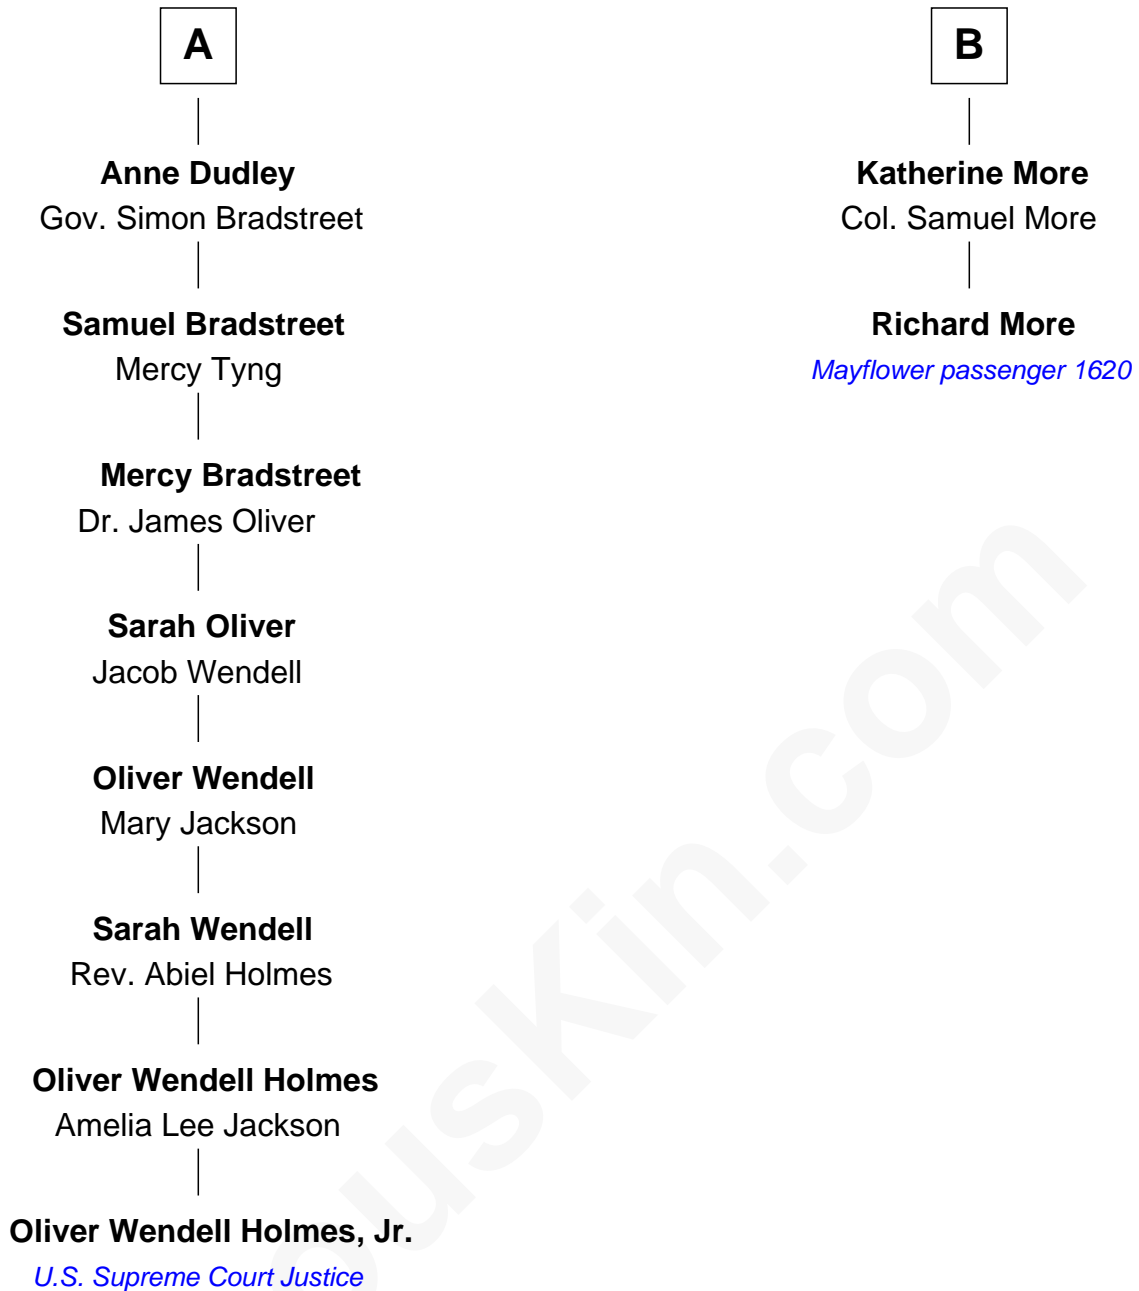 A
Anne Dudley
Gov. Simon Bradstreet
Samuel Bradstreet
Mercy Tyng
Mercy Bradstreet
Dr. James Oliver
Sarah Oliver
Jacob Wendell
Oliver Wendell
Mary Jackson
Sarah Wendell
Rev. Abiel Holmes
Oliver Wendell Holmes
Amelia Lee Jackson
Oliver Wendell Holmes, Jr.
U.S. Supreme Court Justice
B
Katherine More
Col. Samuel More
Richard More
Mayflower passenger 1620
ousKin.com